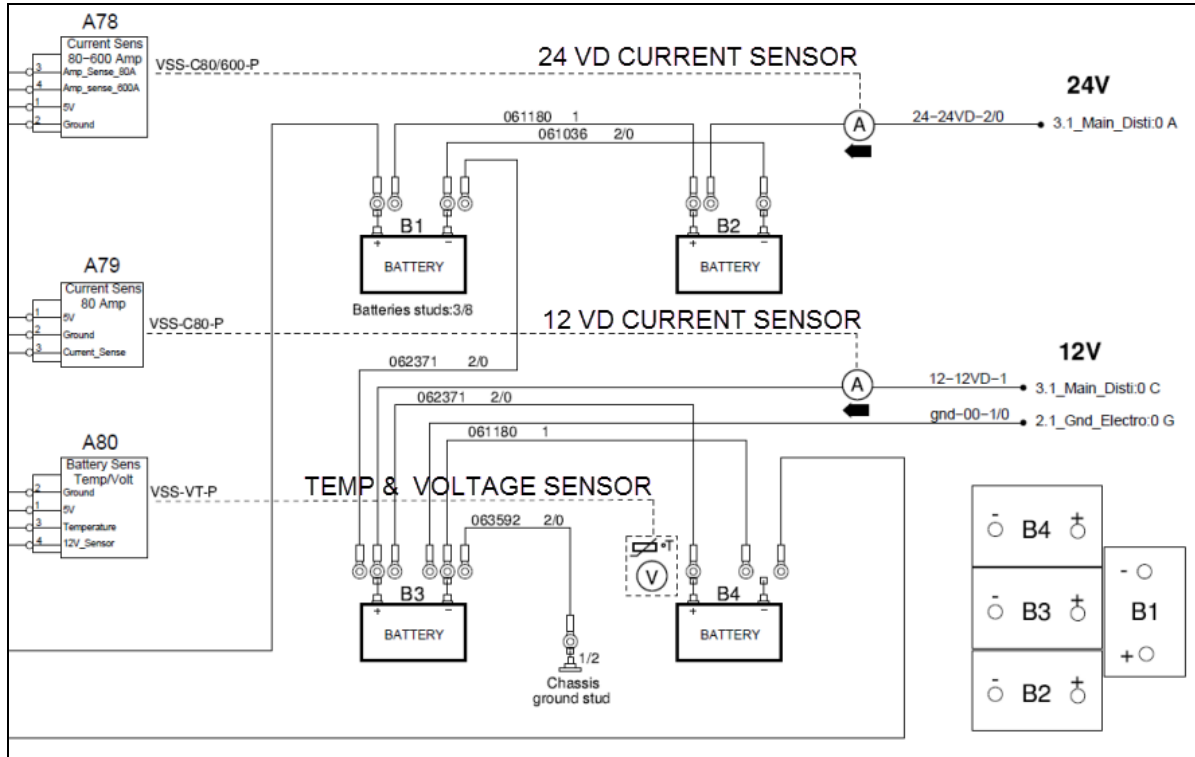 A78
Current Sens
80-600 Amp
3 Amp_Sense_80A
4 Amp_sense_600A
1 5V
2 Ground
VSS-C80/600-P
24 VD CURRENT SENSOR
24V
A
24-24VD-2/0
3.1_Main_Disti:0 A
061180 1
061036 2/0
B1
+ -
BATTERY
Batteries studs:3/8
B2
+ -
BATTERY
A79
Current Sens
80 Amp
1 5V
2 Ground
3 Current_Sense
VSS-C80-P
12 VD CURRENT SENSOR
12V
A
12-12VD-1
3.1_Main_Disti:0 C
gnd-00-1/0
2.1_Gnd_Electro:0 G
062371 2/0
062371 2/0
061180 1
A80
Battery Sens
Temp/Volt
2 Ground
1 5V
3 Temperature
4 12V_Sensor
VSS-VT-P
TEMP & VOLTAGE SENSOR
063592 2/0
°T
V
B3
+ -
BATTERY
B4
+ -
BATTERY
1/2
Chassis
ground stud
- B4 +
- B3 +
- B2 +
-
B1
+